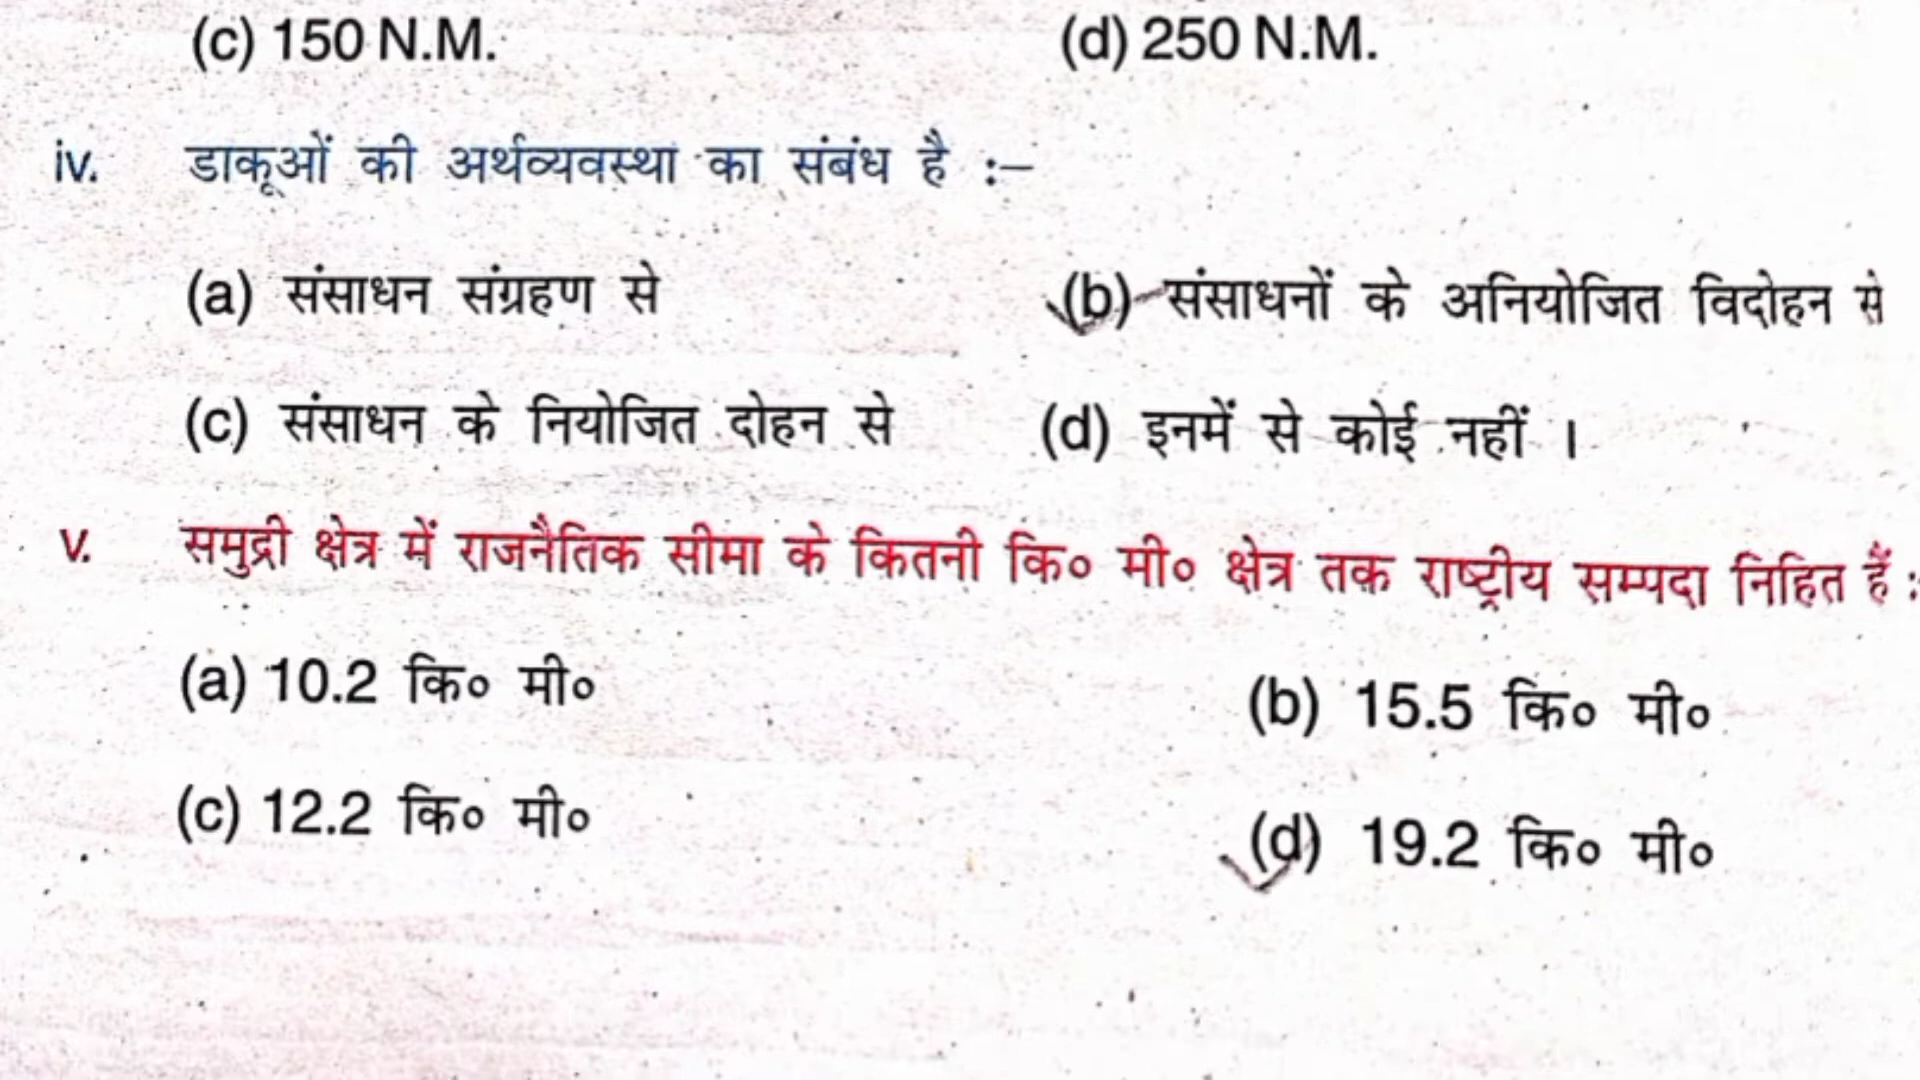 (c) 150 N.M. (d) 250 N.M.
iv. डाकूओं की अर्थव्यवस्था का संबंध है :–
(a) संसाधन संग्रहण से (b) संसाधनों के अनियोजित विदोहन से
(c) संसाधन के नियोजित दोहन से (d) इनमें से कोई नहीं ।
v. समुद्री क्षेत्र में राजनैतिक सीमा के कितनी कि० मी० क्षेत्र तक राष्ट्रीय सम्पदा निहित हैं :
(a) 10.2 कि० मी० (b) 15.5 कि० मी०
(c) 12.2 कि० मी० (d) 19.2 कि० मी०